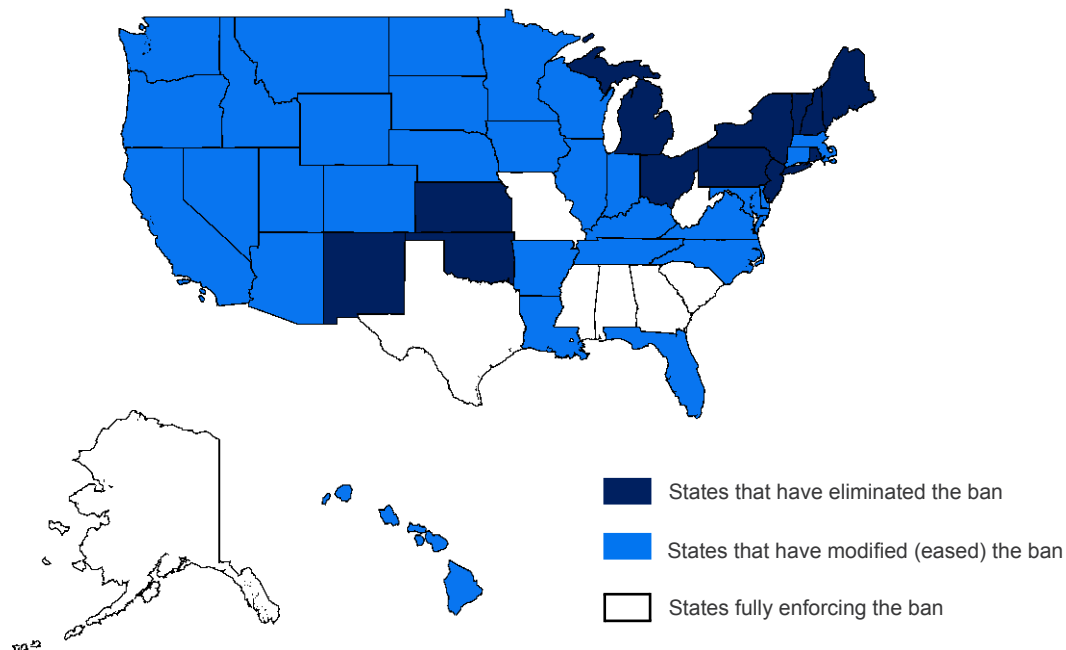 States that have eliminated the ban
States that have modified (eased) the ban
States fully enforcing the ban